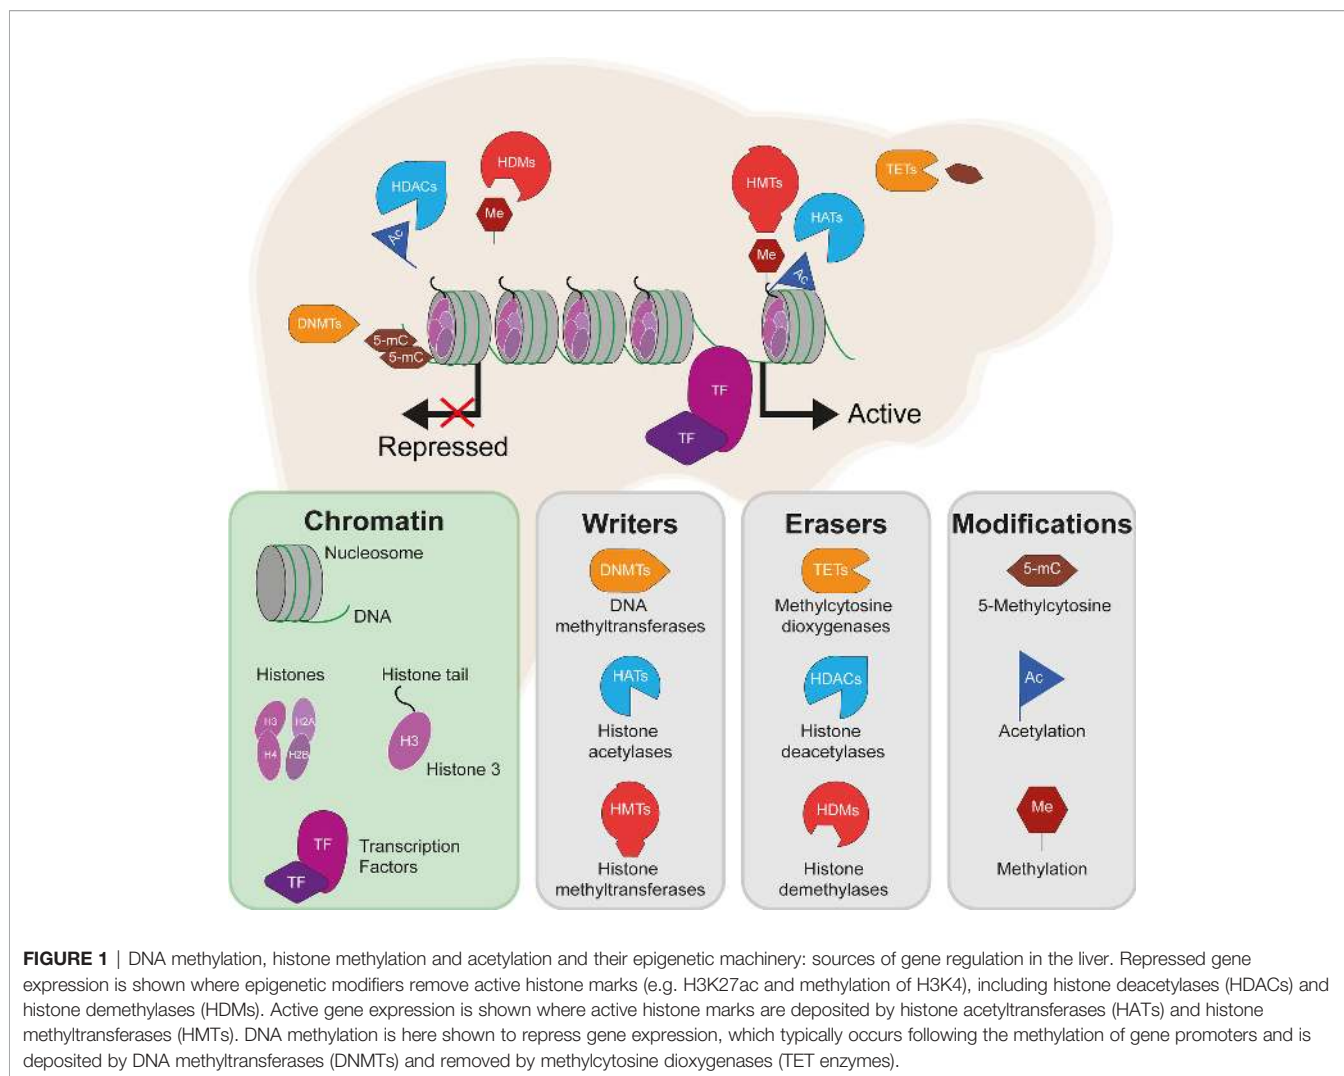 HDACs
HDMs
Ac
Me
HMTs
HATs
Me
Ac
TETs
DNMTs
5-mC
5-mC
TF
TF
Repressed
Active
Chromatin
Nucleosome
DNA
Histones
Histone tail
H3
H2A
H4
H2B
H3
Histone 3
TF
TF
Transcription
Factors
Writers
DNMTs
DNA
methyltransferases
HATs
Histone
acetylases
HMTs
Histone
methyltransferases
Erasers
TETs
Methylcytosine
dioxygenases
HDACs
Histone
deacetylases
HDMs
Histone
demethylases
Modifications
5-mC
5-Methylcytosine
Ac
Acetylation
Me
Methylation
FIGURE 1 | DNA methylation, histone methylation and acetylation and their epigenetic machinery: sources of gene regulation in the liver. Repressed gene
expression is shown where epigenetic modifiers remove active histone marks (e.g. H3K27ac and methylation of H3K4), including histone deacetylases (HDACs) and
histone demethylases (HDMs). Active gene expression is shown where active histone marks are deposited by histone acetyltransferases (HATs) and histone
methyltransferases (HMTs). DNA methylation is here shown to repress gene expression, which typically occurs following the methylation of gene promoters and is
deposited by DNA methyltransferases (DNMTs) and removed by methylcytosine dioxygenases (TET enzymes).